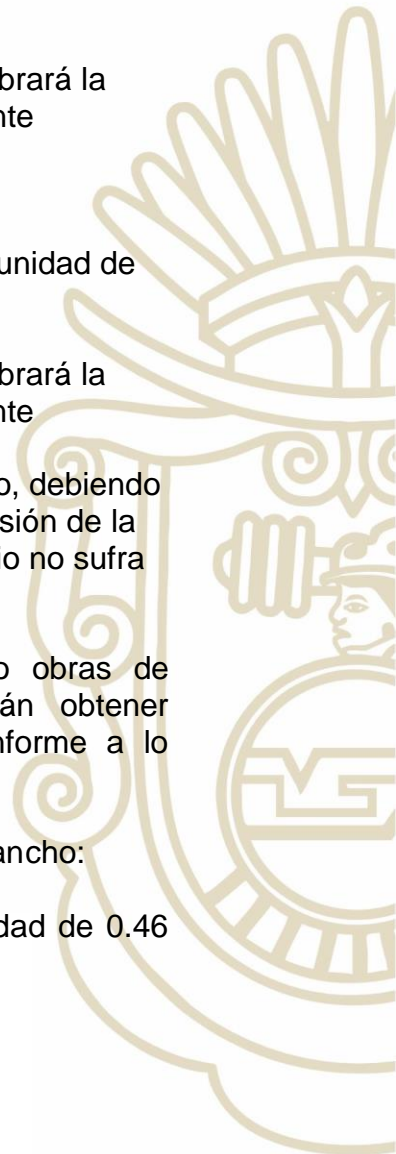 brará la
nte
unidad de
brará la
nte
o, debiendo
sión de la
io no sufra
o obras de
án obtener
nforme a lo
ancho:
dad de 0.46